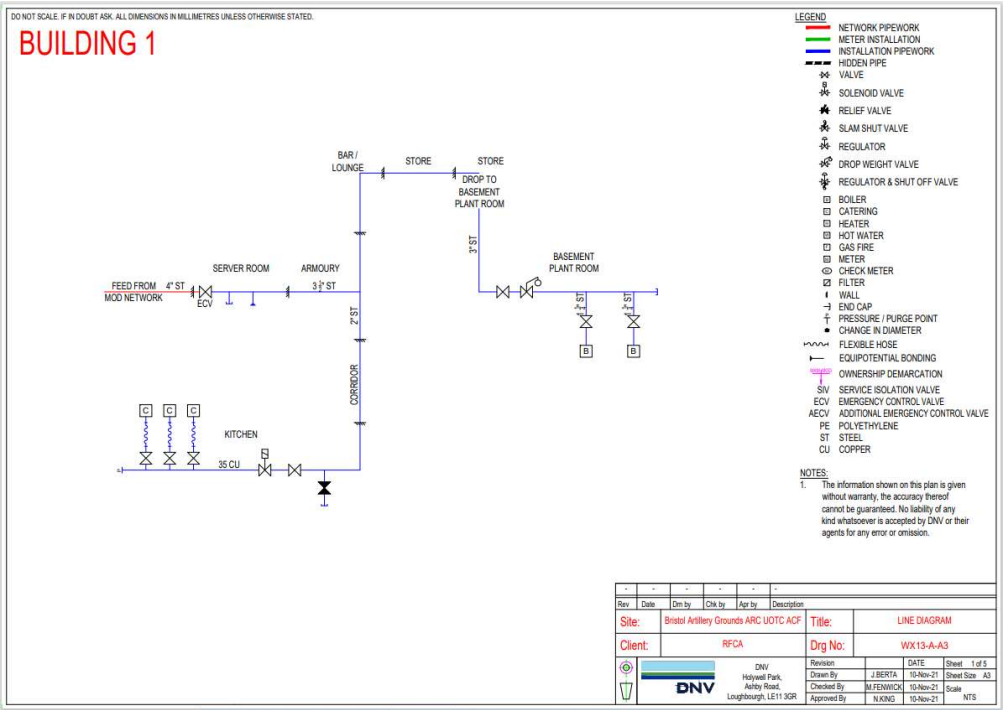 DO NOT SCALE. IF IN DOUBT ASK. ALL DIMENSIONS IN MILLIMETRES UNLESS OTHERWISE STATED.
BUILDING 1
BAR /
LOUNGE
STORE
STORE
DROP TO
BASEMENT
PLANT ROOM
3" ST
BASEMENT
PLANT ROOM
SERVER ROOM
ARMOURY
FEED FROM
MOD NETWORK
4" ST
ECV
3 ½" ST
2" ST
1 ½" ST
1 ½" ST
B
B
CORRIDOR
C
C
C
KITCHEN
35 CU
LEGEND
NETWORK PIPEWORK
METER INSTALLATION
INSTALLATION PIPEWORK
HIDDEN PIPE
VALVE
SOLENOID VALVE
RELIEF VALVE
SLAM SHUT VALVE
REGULATOR
DROP WEIGHT VALVE
REGULATOR & SHUT OFF VALVE
BOILER
CATERING
HEATER
HOT WATER
GAS FIRE
METER
CHECK METER
FILTER
WALL
END CAP
PRESSURE / PURGE POINT
CHANGE IN DIAMETER
FLEXIBLE HOSE
EQUIPOTENTIAL BONDING
OWNERSHIP DEMARCATION
SIV SERVICE ISOLATION VALVE
ECV EMERGENCY CONTROL VALVE
AECV ADDITIONAL EMERGENCY CONTROL VALVE
PE POLYETHYLENE
ST STEEL
CU COPPER
NOTES:
1. The information shown on this plan is given
without warranty, the accuracy thereof
cannot be guaranteed. No liability of any
kind whatsoever is accepted by DNV or their
agents for any error or omission.
- - - - - -
Rev Date Drn by Chk by Apr by Description
Site: Bristol Artillery Grounds ARC UOTC ACF Title: LINE DIAGRAM
Client: RFCA Drg No: WX13-A-A3
DNV
DNV
Holywell Park,
Ashby Road,
Loughbourgh, LE11 3GR
Revision DATE Sheet 1 of 5
Drawn By J.BERTA 10-Nov-21 Sheet Size A3
Checked By M.FENWICK 10-Nov-21 Scale
Approved By N.KING 10-Nov-21 NTS